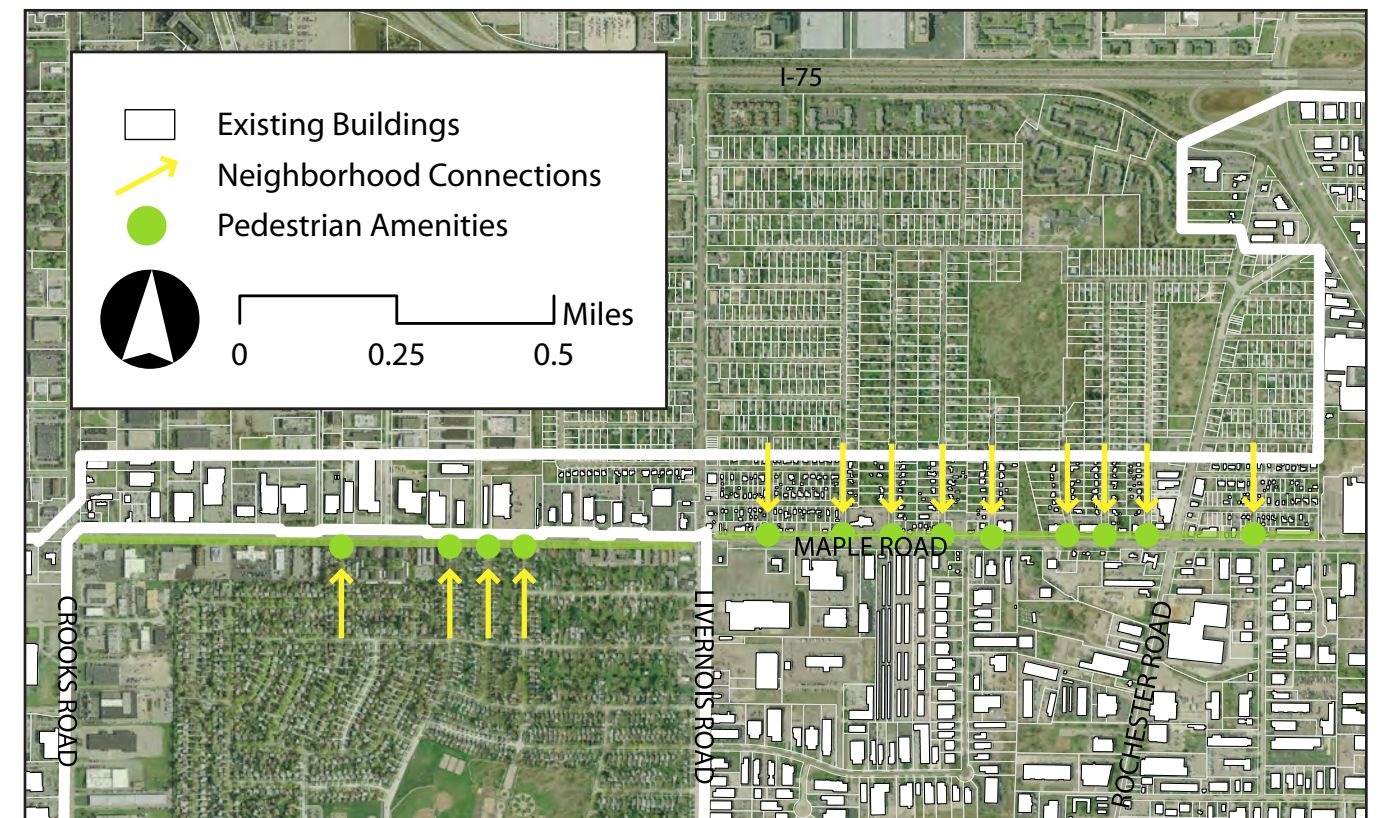 I-75
Existing Buildings
Neighborhood Connections
Pedestrian Amenities
Miles
0 0.25 0.5
MAPLE ROAD
CROOKS ROAD
LIVERNOIS ROAD
ROCHESTER ROAD